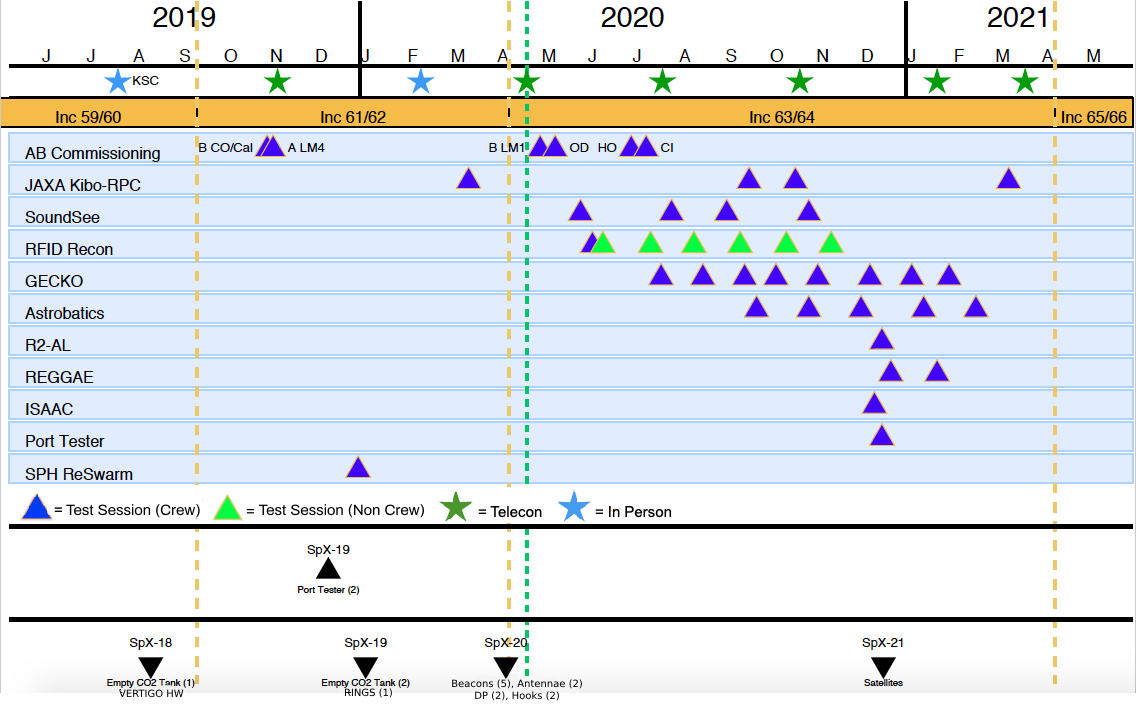 2019 2020 2021
J J A S O N D J F M A M J J A S O N D J F M A M
KSC
Inc 59/60 Inc 61/62 Inc 63/64 Inc 65/66
AB Commissioning B CO/Cal A LM4 B LM1 OD HO CI
JAXA Kibo-RPC
SoundSee
RFID Recon
GECKO
Astrobatics
R2-AL
REGGAE
ISAAC
Port Tester
SPH ReSwarm
= Test Session (Crew) = Test Session (Non Crew) = Telecon = In Person
SpX-19
Port Tester (2)
SpX-18 SpX-19 SpX-20 SpX-21
Empty CO2 Tank (1) Empty CO2 Tank (2) Beacons (5), Antennae (2) Satellites
VERTIGO HW RINGS (1) DP (2), Hooks (2)